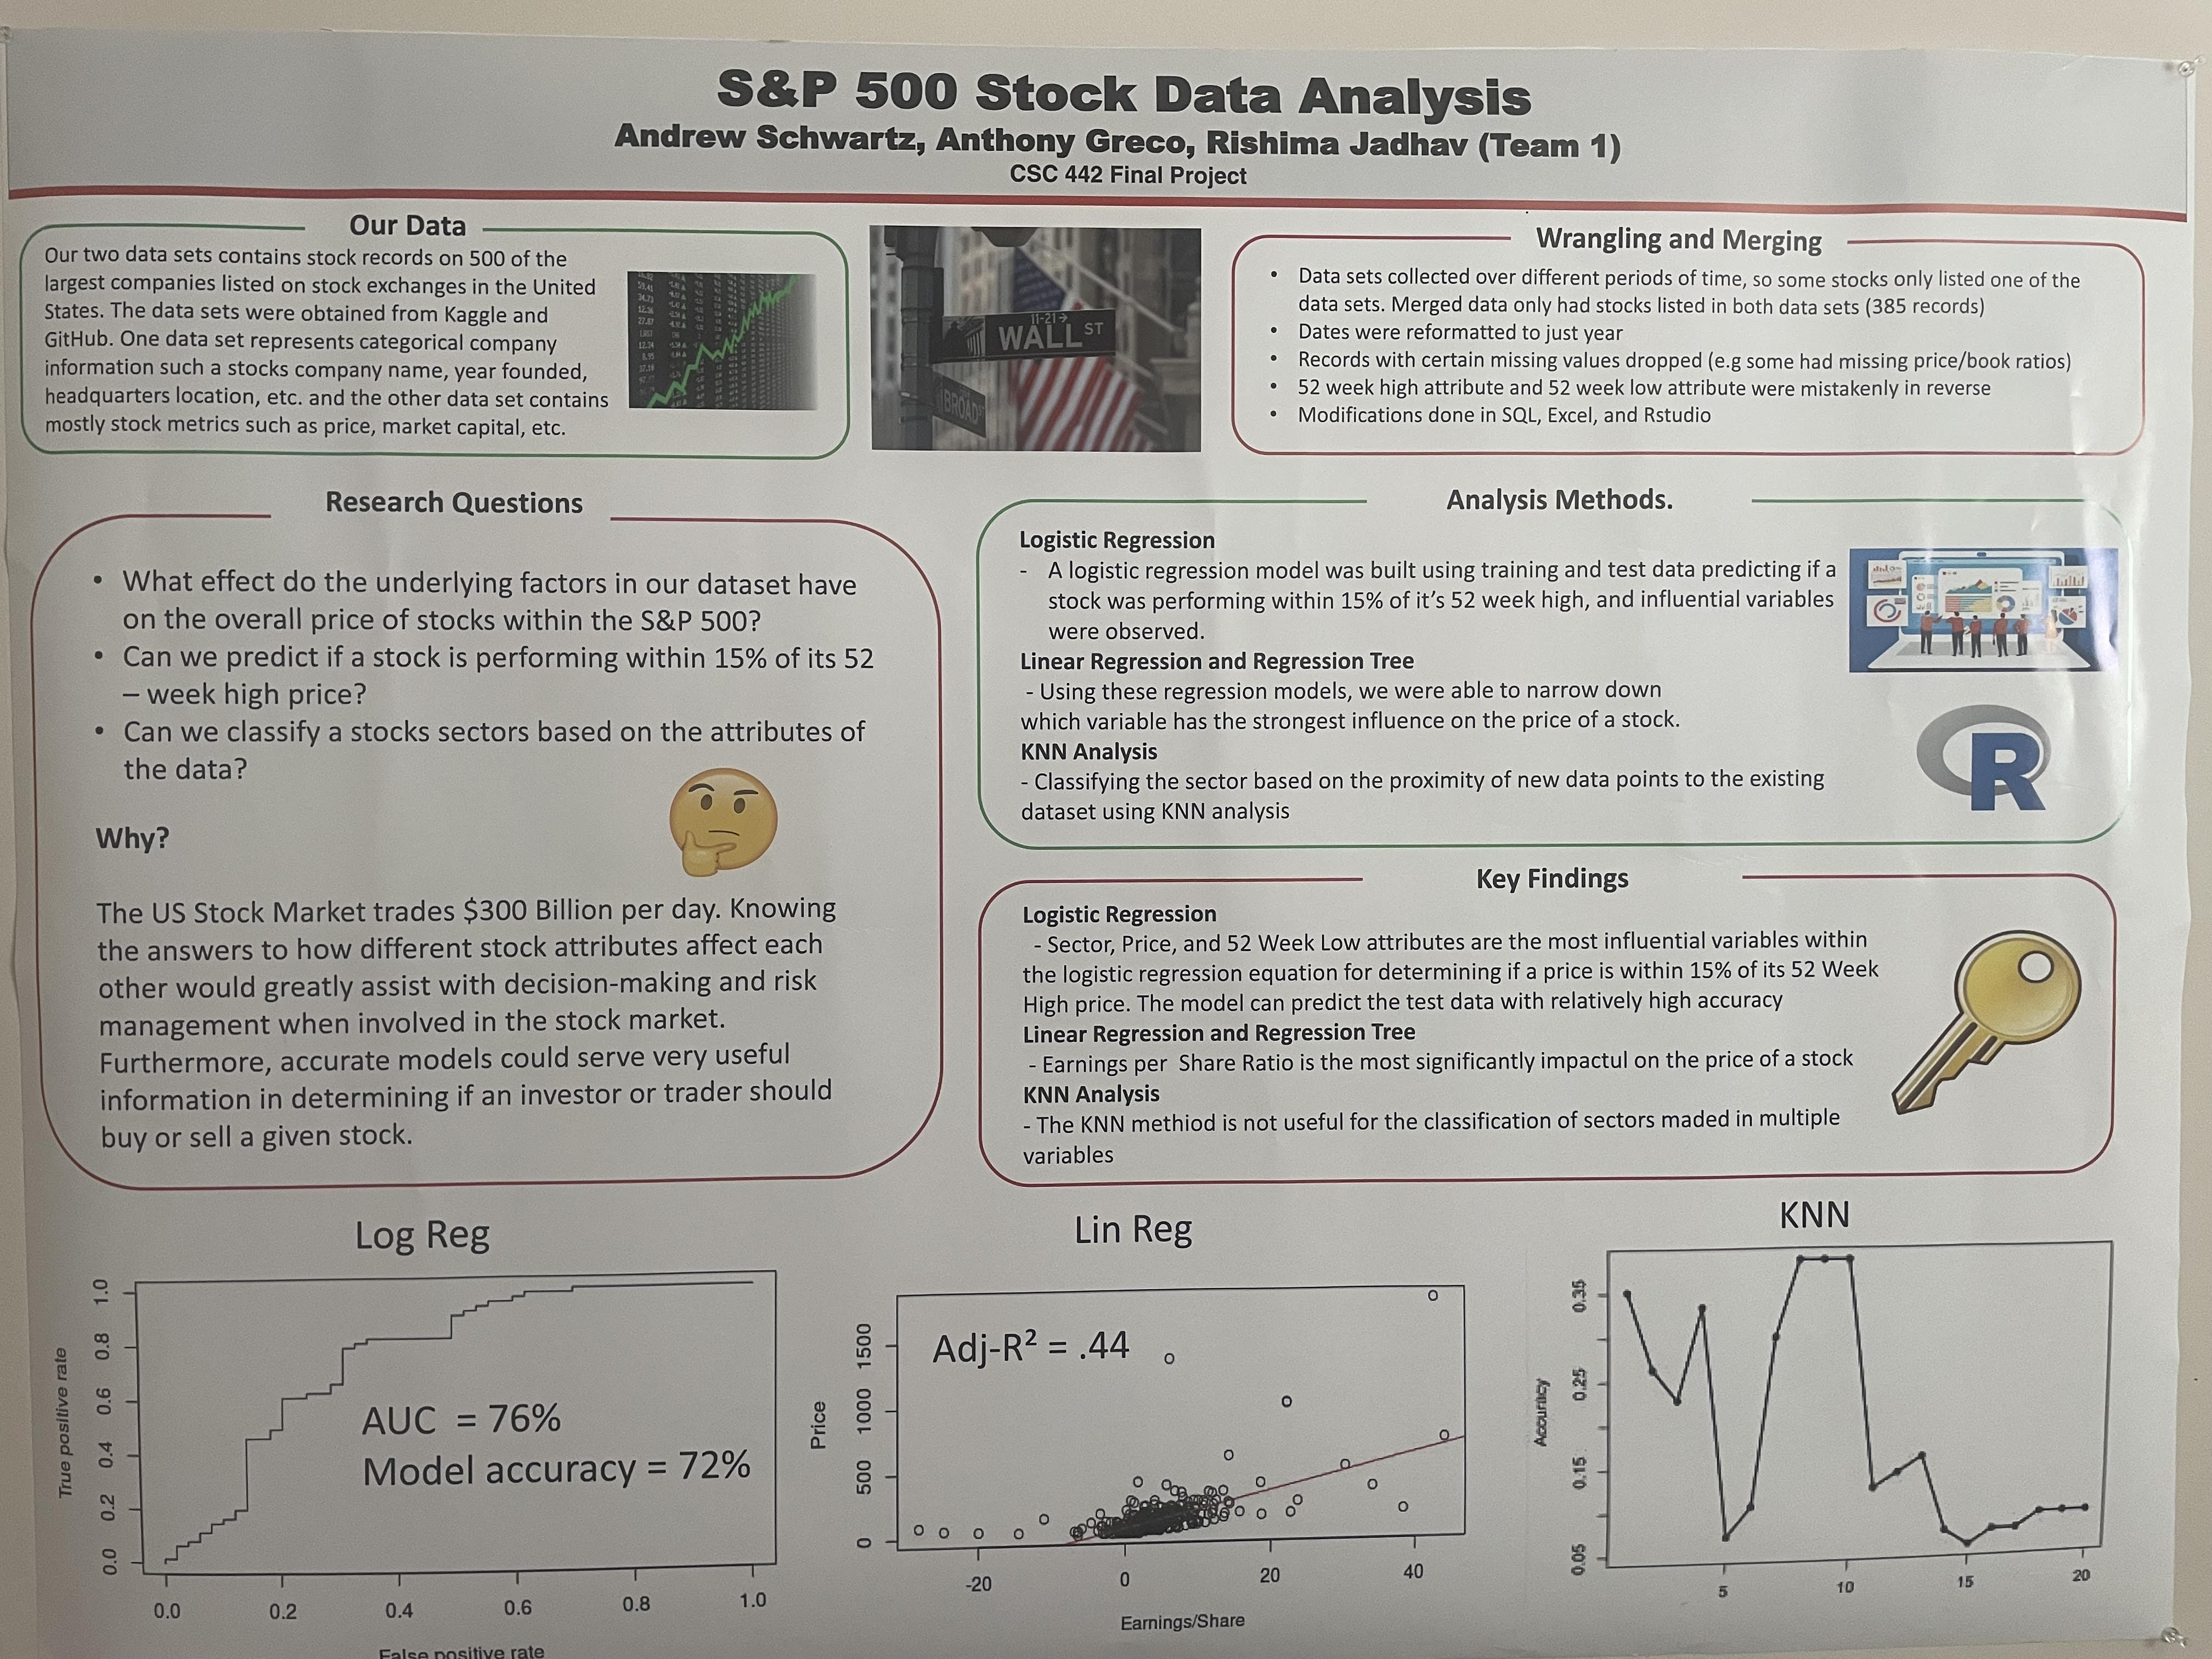 S&P 500 Stock Data Analysis
Andrew Schwartz, Anthony Greco, Rishima Jadhav (Team 1)
CSC 442 Final Project
Our Data
Our two data sets contains stock records on 500 of the
largest companies listed on stock exchanges in the United
States. The data sets were obtained from Kaggle and
GitHub. One data set represents categorical company
information such a stocks company name, year founded,
headquarters location, etc. and the other data set contains
mostly stock metrics such as price, market capital, etc.
11-21→
WALL ST
BROAD
Wrangling and Merging
• Data sets collected over different periods of time, so some stocks only listed one of the
data sets. Merged data only had stocks listed in both data sets (385 records)
• Dates were reformatted to just year
• Records with certain missing values dropped (e.g some had missing price/book ratios)
• 52 week high attribute and 52 week low attribute were mistakenly in reverse
• Modifications done in SQL, Excel, and Rstudio
Research Questions
• What effect do the underlying factors in our dataset have
on the overall price of stocks within the S&P 500?
• Can we predict if a stock is performing within 15% of its 52
– week high price?
• Can we classify a stocks sectors based on the attributes of
the data?
Why?
The US Stock Market trades $300 Billion per day. Knowing
the answers to how different stock attributes affect each
other would greatly assist with decision-making and risk
management when involved in the stock market.
Furthermore, accurate models could serve very useful
information in determining if an investor or trader should
buy or sell a given stock.
Analysis Methods.
Logistic Regression
- A logistic regression model was built using training and test data predicting if a
stock was performing within 15% of it's 52 week high, and influential variables
were observed.
Linear Regression and Regression Tree
- Using these regression models, we were able to narrow down
which variable has the strongest influence on the price of a stock.
KNN Analysis
- Classifying the sector based on the proximity of new data points to the existing
dataset using KNN analysis
R
Key Findings
Logistic Regression
- Sector, Price, and 52 Week Low attributes are the most influential variables within
the logistic regression equation for determining if a price is within 15% of its 52 Week
High price. The model can predict the test data with relatively high accuracy
Linear Regression and Regression Tree
- Earnings per Share Ratio is the most significantly impactul on the price of a stock
KNN Analysis
- The KNN methiod is not useful for the classification of sectors maded in multiple
variables
Log Reg
True positive rate
1.0
0.8
0.6
0.4
0.2
0.0
AUC = 76%
Model accuracy = 72%
0.0 0.2 0.4 0.6 0.8 1.0
False positive rate
Lin Reg
Price
1500
1000
500
0
Adj-R² = .44
-20 0 20 40
Earnings/Share
KNN
Accuracy
0.35
0.25
0.15
0.05
5 10 15 20